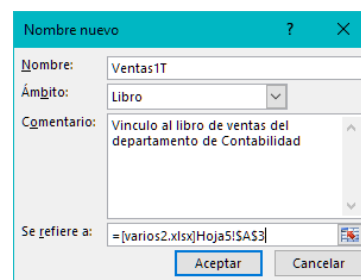 Nombre nuevo ? ×
Nombre: Ventas1T
Ámbito: Libro
Comentario: Vinculo al libro de ventas del
departamento de Contabilidad
Se refiere a: =[varios2.xlsx]Hoja5!$A$3
Aceptar Cancelar